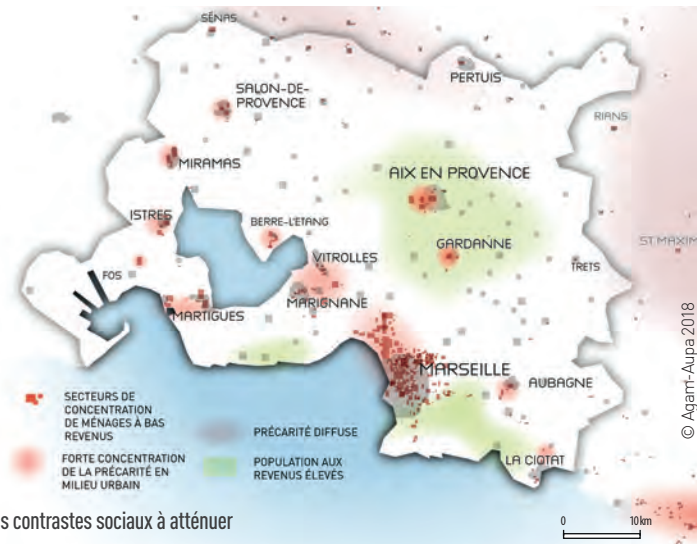 SÉNAS
PERTUIS
SALON-DE-
PROVENCE
RIANS
MIRAMAS
AIX EN PROVENCE
ISTRES
BERRE-L'ETANG
GARDANNE
ST MAXIM
VITROLLES
TRETS
FOS
MARIGNANE
MARTIGUES
MARSEILLE
AUBAGNE
LA CIOTAT
SECTEURS DE
CONCENTRATION
DE MÉNAGES À BAS
REVENUS
FORTE CONCENTRATION
DE LA PRÉCARITÉ EN
MILIEU URBAIN
PRÉCARITÉ DIFFUSE
POPULATION AUX
REVENUS ÉLEVÉS
© Agam-Aupa 2018
s contrastes sociaux à atténuer
0 10 km